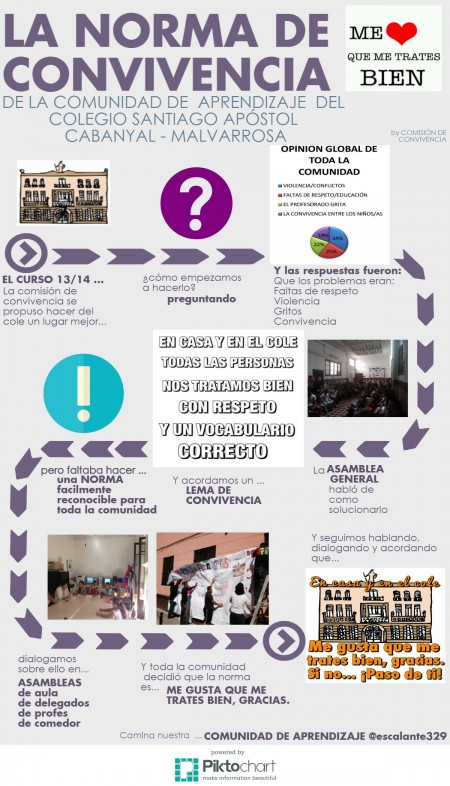 LA NORMA DE
CONVIVENCIA
DE LA COMUNIDAD DE APRENDIZAJE DEL
COLEGIO SANTIAGO APÓSTOL
CABANYAL - MALVARROSA
ME
QUE ME TRATES
BIEN
by COMISIÓN DE
CONVIVENCIA
OPINION GLOBAL DE
TODA LA
COMUNIDAD
VIOLENCIA/CONFLICTOS
FALTAS DE RESPETO/EDUCACIÓN
EL PROFESORADO GRITA
LA CONVIVENCIA ENTRE LOS NIÑOS/AS
?
EL CURSO 13/14 ...
La comisión de
convivencia se
propuso hacer del
cole un lugar mejor...
¿cómo empezamos
a hacerlo?
preguntando
Y las respuestas fueron:
Que los problemas eran:
Faltas de respeto
Violencia
Gritos
Convivencia
!
EN CASA Y EN EL COLE
TODAS LAS PERSONAS
NOS TRATAMOS BIEN
CON RESPETO
Y UN VOCABULARIO
CORRECTO
pero faltaba hacer ...
una NORMA
facilmente
reconocible para
toda la comunidad
Y acordamos un ...
LEMA DE
CONVIVENCIA
La ASAMBLEA
GENERAL
habló de
como
solucionarlo
Y seguimos hablando,
dialogando y acordando
que...
En casa y en el cole
Me gusta que me
trates bien, gracias.
Si no... ¡Paso de ti!
dialogamos
sobre ello en...
ASAMBLEAS
de aula
de delegados
de profes
de comedor
Y toda la comunidad
decidió que la norma
es... ME GUSTA QUE ME
TRATES BIEN, GRACIAS.
Camina nuestra ... COMUNIDAD DE APRENDIZAJE @escalante329
powered by
Piktochart
make information beautiful